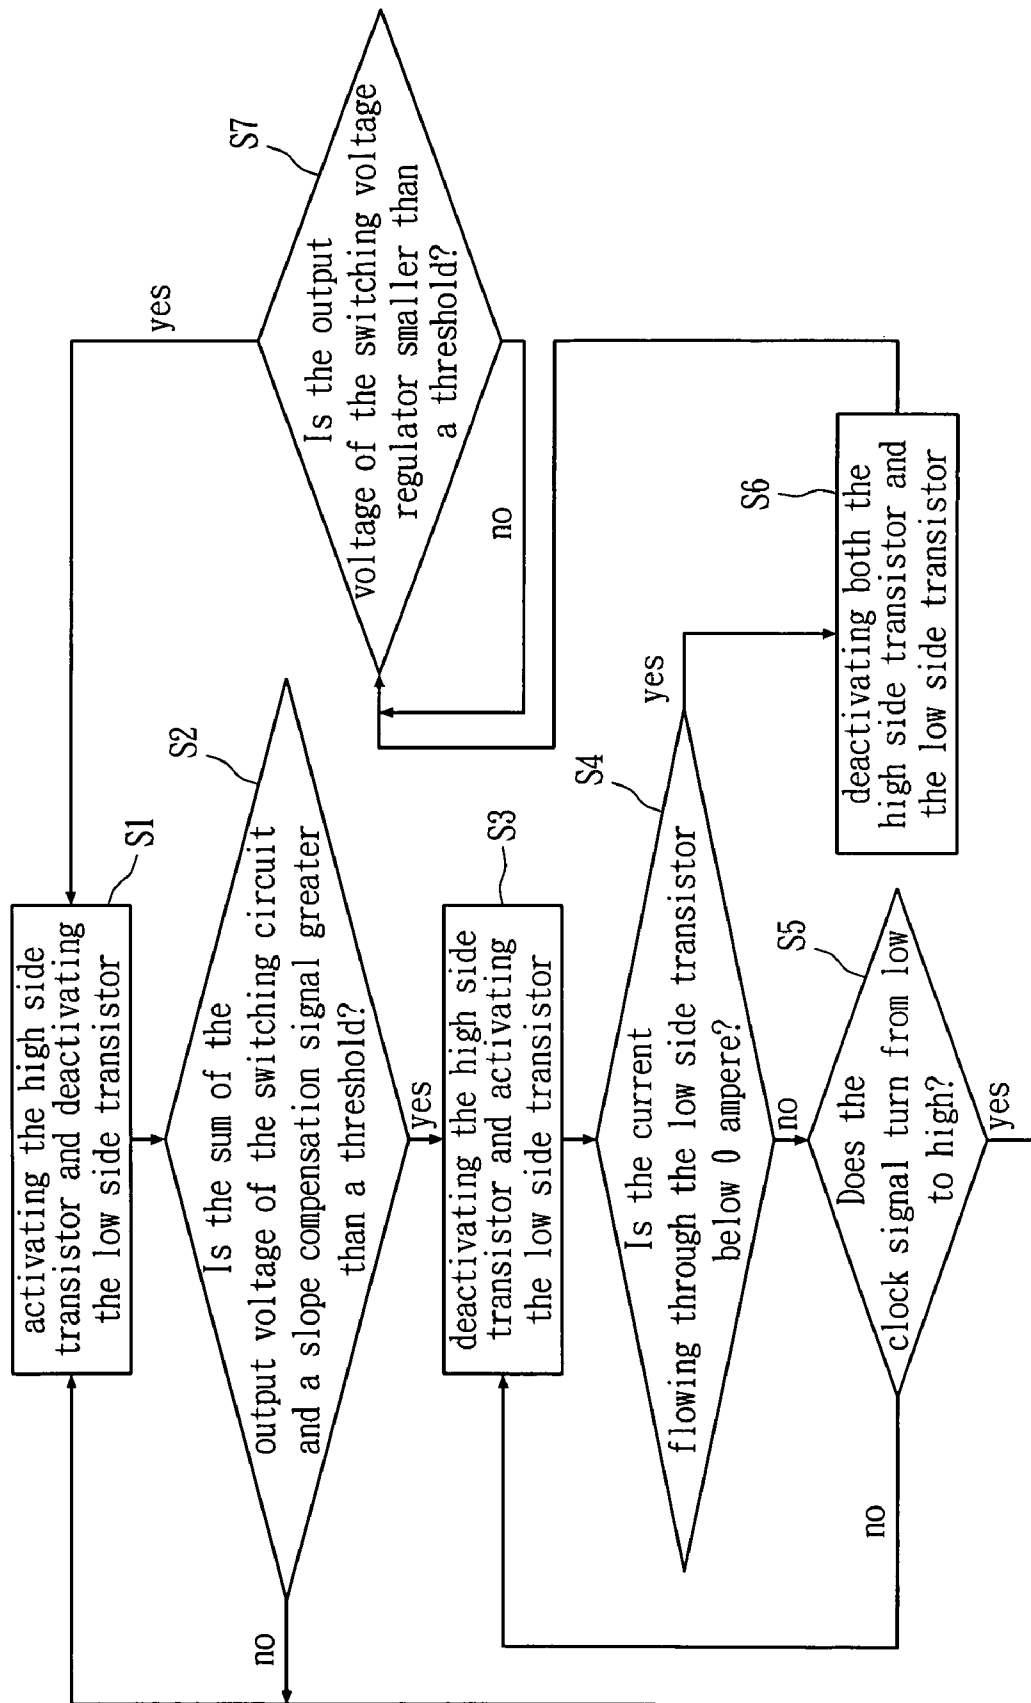 activating the high side
transistor and deactivating
the low side transistor
S1
Is the sum of the
output voltage of the switching circuit
and a slope compensation signal greater
than a threshold?
S2
no
yes
deactivating the high side
transistor and activating
the low side transistor
S3
Is the current
flowing through the low side transistor
below 0 ampere?
S4
yes
no
Does the
clock signal turn from low
to high?
S5
no
yes
deactivating both the
high side transistor and
the low side transistor
S6
Is the output
voltage of the switching voltage
regulator smaller than
a threshold?
S7
yes
no